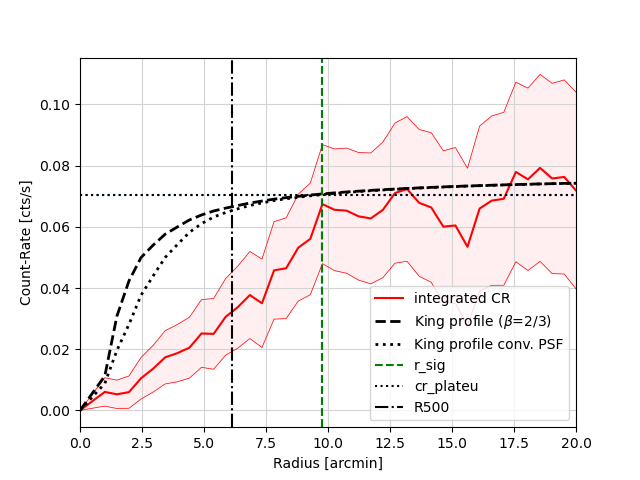 0.10
0.08
0.06
0.04
0.02
0.00
Count-Rate [cts/s]
integrated CR
King profile (β=2/3)
King profile conv. PSF
r_sig
cr_plateu
R500
0.0 2.5 5.0 7.5 10.0 12.5 15.0 17.5 20.0
Radius [arcmin]